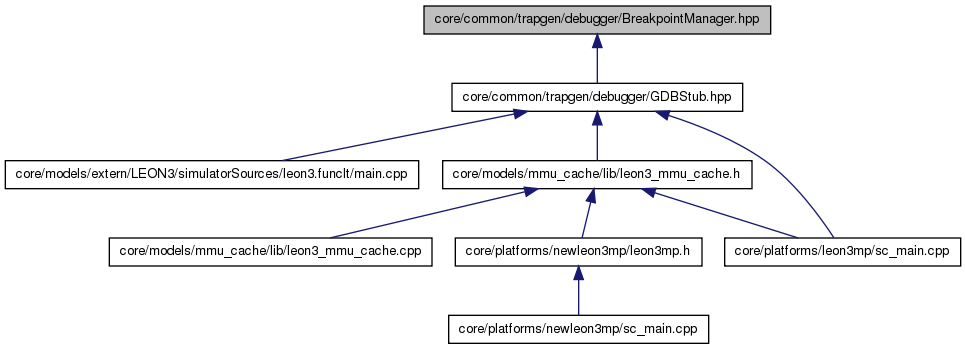 core/common/trapgen/debugger/BreakpointManager.hpp
core/common/trapgen/debugger/GDBStub.hpp
core/models/extern/LEON3/simulatorSources/leon3.funclt/main.cpp
core/models/mmu_cache/lib/leon3_mmu_cache.h
core/models/mmu_cache/lib/leon3_mmu_cache.cpp
core/platforms/newleon3mp/leon3mp.h
core/platforms/leon3mp/sc_main.cpp
core/platforms/newleon3mp/sc_main.cpp